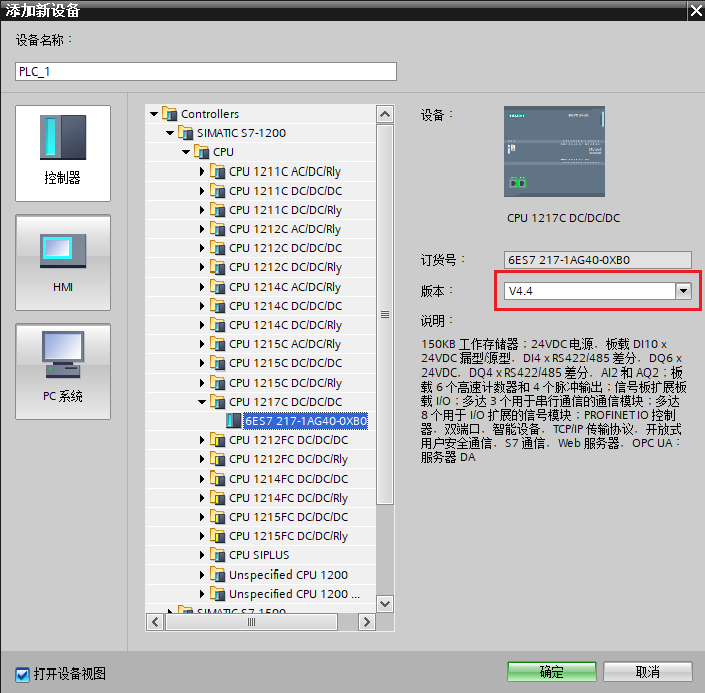 添加新设备
设备名称：
PLC_1
控制器
HMI
PC 系统
Controllers
SIMATIC S7-1200
CPU
CPU 1211C AC/DC/Rly
CPU 1211C DC/DC/DC
CPU 1211C DC/DC/Rly
CPU 1212C AC/DC/Rly
CPU 1212C DC/DC/DC
CPU 1212C DC/DC/Rly
CPU 1214C AC/DC/Rly
CPU 1214C DC/DC/DC
CPU 1214C DC/DC/Rly
CPU 1215C AC/DC/Rly
CPU 1215C DC/DC/DC
CPU 1215C DC/DC/Rly
CPU 1217C DC/DC/DC
6ES7 217-1AG40-0XB0
CPU 1212FC DC/DC/DC
CPU 1212FC DC/DC/Rly
CPU 1214FC DC/DC/DC
CPU 1214FC DC/DC/Rly
CPU 1215FC DC/DC/DC
CPU 1215FC DC/DC/Rly
CPU SIPLUS
Unspecified CPU 1200
Unspecified CPU 1200 ...
SIMATIC S7-1500
设备：
SIEMENS
CPU 1217C DC/DC/DC
订货号：
6ES7 217-1AG40-0XB0
版本：
V4.4
说明：
150KB 工作存储器；24VDC 电源，板载 DI10 x
24VDC 漏型/源型，DI4 x RS422/485 差分，DQ6 x
24VDC，DQ4 x RS422/485 差分，AI2 和 AQ2；板
载 6 个高速计数器和 4 个脉冲输出；信号板扩展板
载 I/O；多达 3 个用于串行通信的通信模块；多达
8 个用于 I/O 扩展的信号模块；PROFINET IO 控制
器，双端口，智能设备，TCP/IP 传输协议，开放式
用户安全通信，S7 通信，Web 服务器，OPC UA：
服务器 DA
打开设备视图
确定
取消